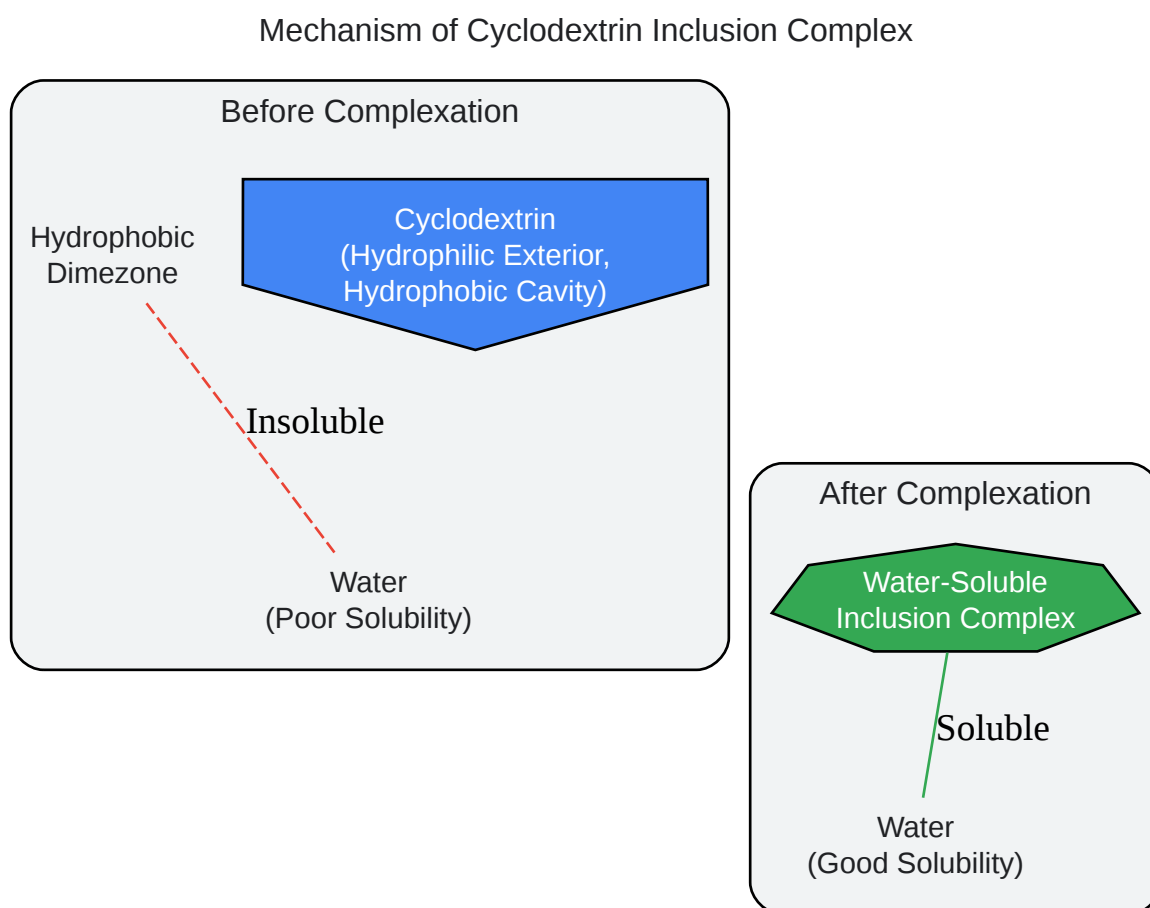 Mechanism of Cyclodextrin Inclusion Complex
Before Complexation
Hydrophobic
Dimezone
Cyclodextrin
(Hydrophilic Exterior,
Hydrophobic Cavity)
Insoluble
Water
(Poor Solubility)
After Complexation
Water-Soluble
Inclusion Complex
Soluble
Water
(Good Solubility)